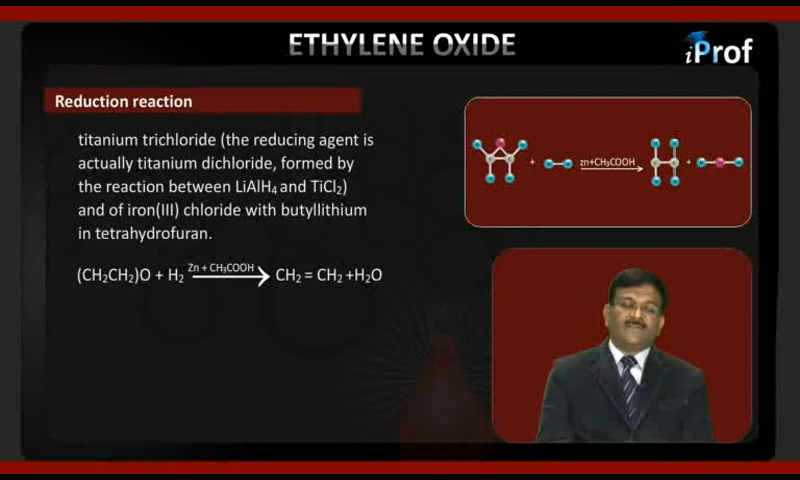 ETHYLENE OXIDE
iProf
Reduction reaction
titanium trichloride (the reducing agent is
actually titanium dichloride, formed by
the reaction between LiAlH₄ and TiCl₂)
and of iron(III) chloride with butyllithium
in tetrahydrofuran.
(CH₂CH₂)O + H₂ Zn + CH₃COOH CH₂ = CH₂ +H₂O
+ zn+CH₃COOH +